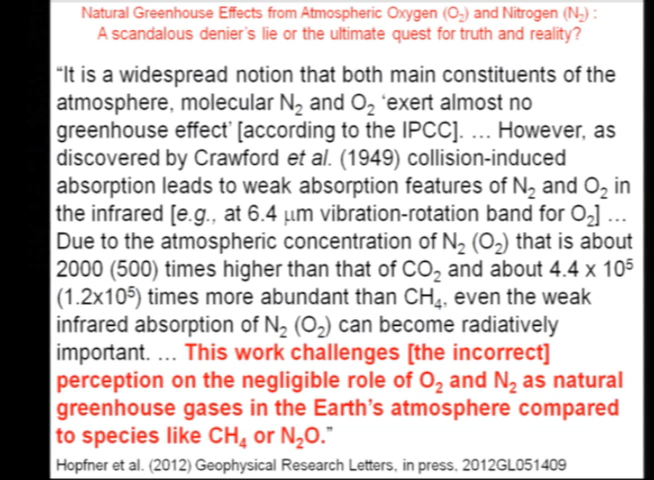 Natural Greenhouse Effects from Atmospheric Oxygen (O₂) and Nitrogen (N₂) :
A scandalous denier's lie or the ultimate quest for truth and reality?
"It is a widespread notion that both main constituents of the
atmosphere, molecular N₂ and O₂ 'exert almost no
greenhouse effect' [according to the IPCC]. ... However, as
discovered by Crawford et al. (1949) collision-induced
absorption leads to weak absorption features of N₂ and O₂ in
the infrared [e.g., at 6.4 μm vibration-rotation band for O₂] ...
Due to the atmospheric concentration of N₂ (O₂) that is about
2000 (500) times higher than that of CO₂ and about 4.4 x 10⁵
(1.2x10⁵) times more abundant than CH₄, even the weak
infrared absorption of N₂ (O₂) can become radiatively
important. ... This work challenges [the incorrect]
perception on the negligible role of O₂ and N₂ as natural
greenhouse gases in the Earth's atmosphere compared
to species like CH₄ or N₂O."
Hopfner et al. (2012) Geophysical Research Letters, in press, 2012GL051409